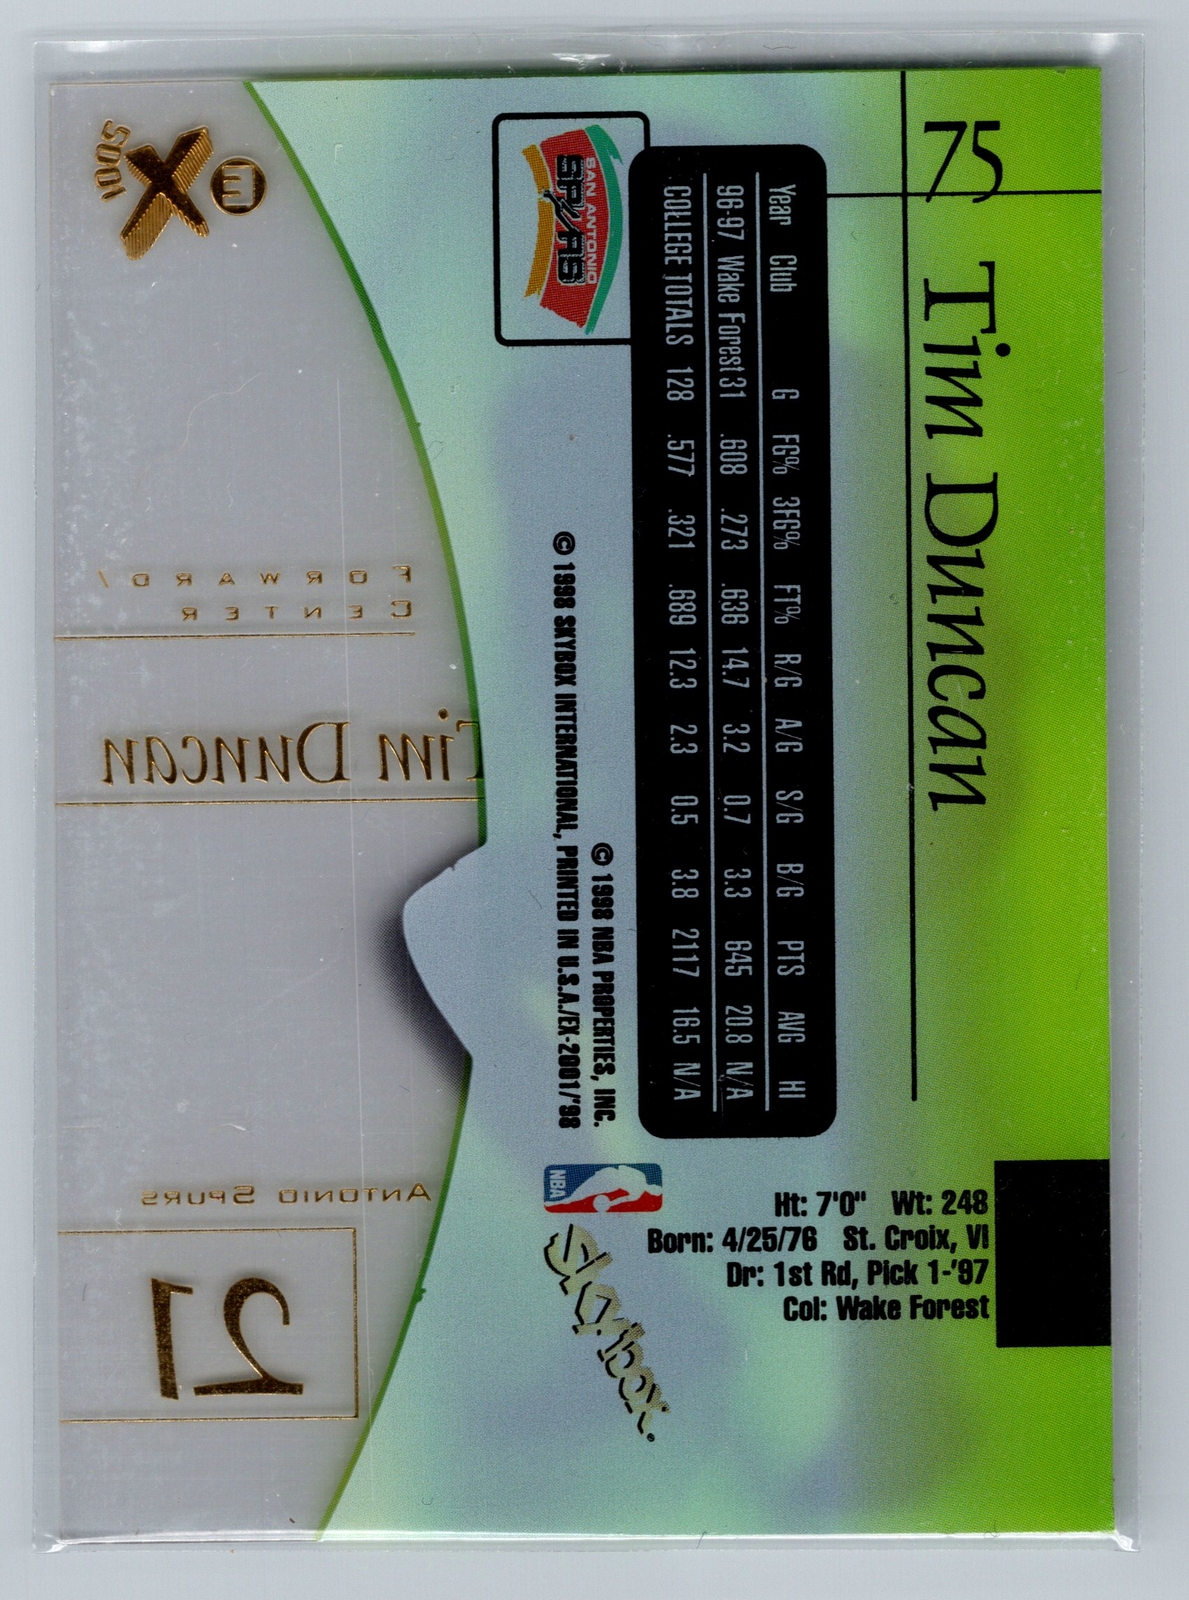 75
Tim Duncan
SAN ANTONIO
SPURS
Year Club G FG% 3FG% FT% R/G A/G S/G B/G PTS AVG HI
96-97 Wake Forest 31 .608 .273 .636 14.7 3.2 0.7 3.3 645 20.8 N/A
COLLEGE TOTALS 128 .577 .321 .689 12.3 2.3 0.5 3.8 2117 16.5 N/A
© 1998 NBA PROPERTIES, INC.
© 1998 SKYBOX INTERNATIONAL, PRINTED IN U.S.A./EX-2001/'98
Ht: 7'0" Wt: 248
Born: 4/25/76 St. Croix, VI
Dr: 1st Rd, Pick 1-'97
Col: Wake Forest
NBA
SkyBox
E
X
2001
FORWARD/
CENTER
Tim Duncan
ANTONIO SPURS
21